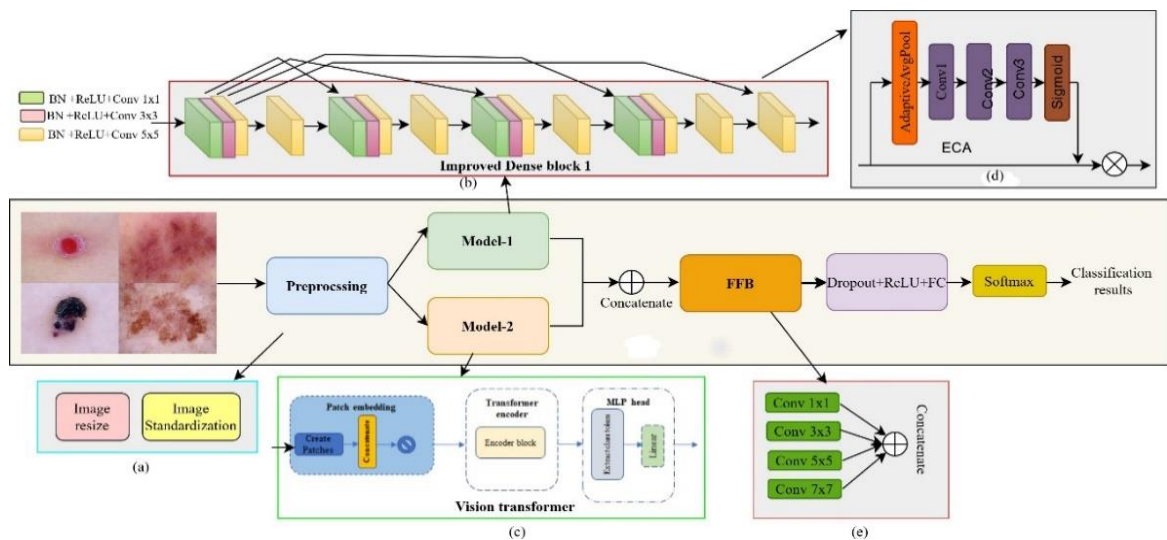 BN +ReLU+Conv 1x1
BN +ReLU+Conv 3x3
BN +ReLU+Conv 5x5
Improved Dense block 1
(b)
AdaptiveAvgPool
Conv1
Conv2
Conv3
Sigmoid
ECA
(d)
Preprocssing
Model-1
Model-2
Concatenate
FFB
Dropout+ReLU+FC
Softmax
Classification
results
Image
resize
Image
Standardization
(a)
Patch embedding
Create
Patches
Concatenate
Transformer
encoder
Encoder block
MLP head
Extractclasstoken
Linear
Vision transformer
(c)
Conv 1x1
Conv 3x3
Conv 5x5
Conv 7x7
Concatenate
(e)